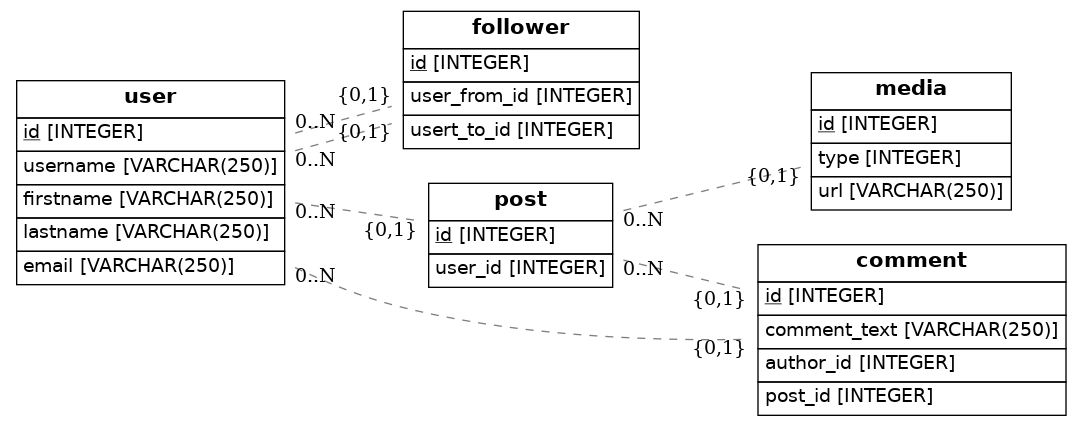 user
id [INTEGER]
username [VARCHAR(250)]
firstname [VARCHAR(250)]
lastname [VARCHAR(250)]
email [VARCHAR(250)]
follower
id [INTEGER]
user_from_id [INTEGER]
usert_to_id [INTEGER]
{0,1}
0..N
{0,1}
0..N
post
id [INTEGER]
user_id [INTEGER]
0..N
{0,1}
media
id [INTEGER]
type [INTEGER]
url [VARCHAR(250)]
{0,1}
0..N
comment
id [INTEGER]
comment_text [VARCHAR(250)]
author_id [INTEGER]
post_id [INTEGER]
0..N
{0,1}
0..N
{0,1}